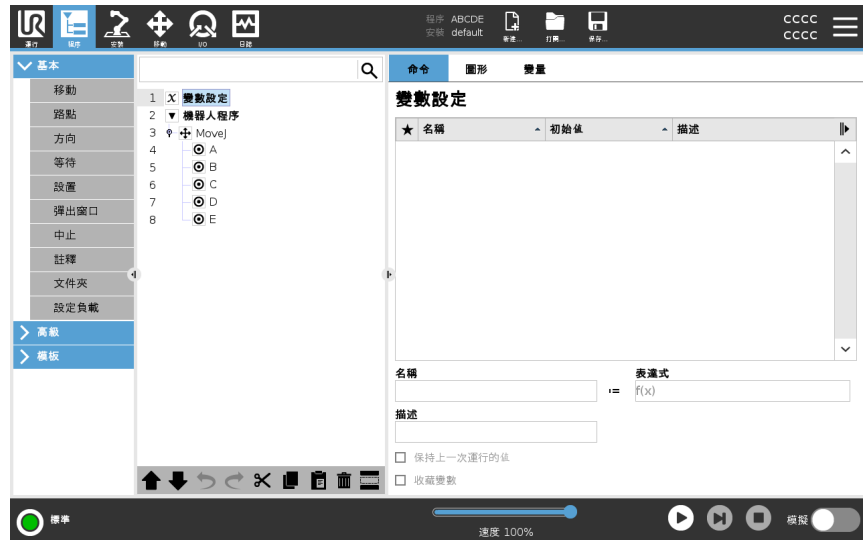 UR
運行
程序
安裝
移動
I/O
日誌
程序 ABCDE
安裝 default
新建...
打開...
保存...
cccc
cccc
基本
移動
路點
方向
等待
設置
彈出窗口
中止
註釋
文件夾
設定負載
高級
模板
1 X 變數設定
2 機器人程序
3 MoveJ
4 A
5 B
6 C
7 D
8 E
命令 圖形 變量
變數設定
名稱 初始值 描述
名稱 表達式
:= f(x)
描述
保持上一次運行的值
收藏變數
標準
速度 100%
模擬